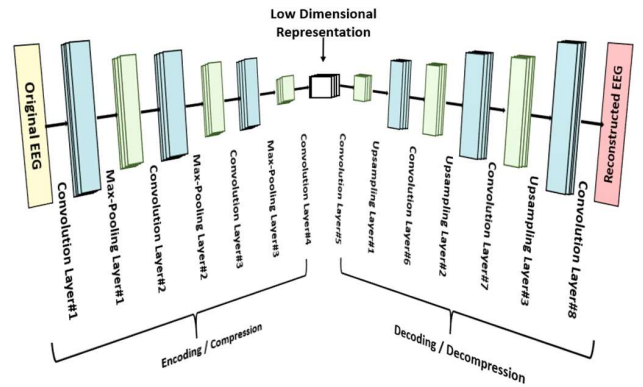 Low Dimensional
Representation
Original EEG
Convolution Layer#1
Max-Pooling Layer#1
Convolution Layer#2
Max-Pooling Layer#2
Convolution Layer#3
Max-Pooling Layer#3
Convolution Layer#4
Convolution Layer#5
Upsampling Layer#1
Convolution Layer#6
Upsampling Layer#2
Convolution Layer#7
Upsampling Layer#3
Convolution Layer#8
Reconstructed EEG
Encoding / Compression
Decoding / Decompression